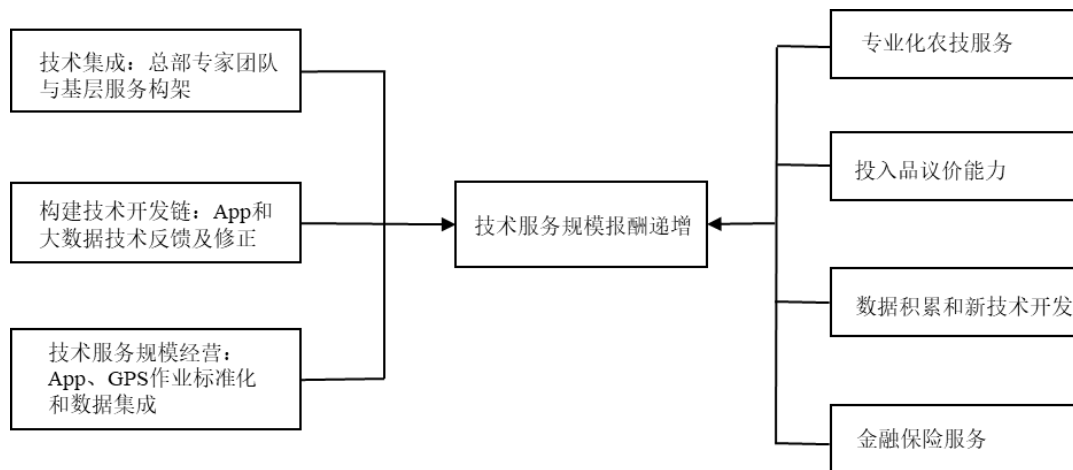 技术集成：总部专家团队
与基层服务构架
构建技术开发链：App和
大数据技术反馈及修正
技术服务规模经营：
App、GPS作业标准化
和数据集成
技术服务规模报酬递增
专业化农技服务
投入品议价能力
数据积累和新技术开发
金融保险服务